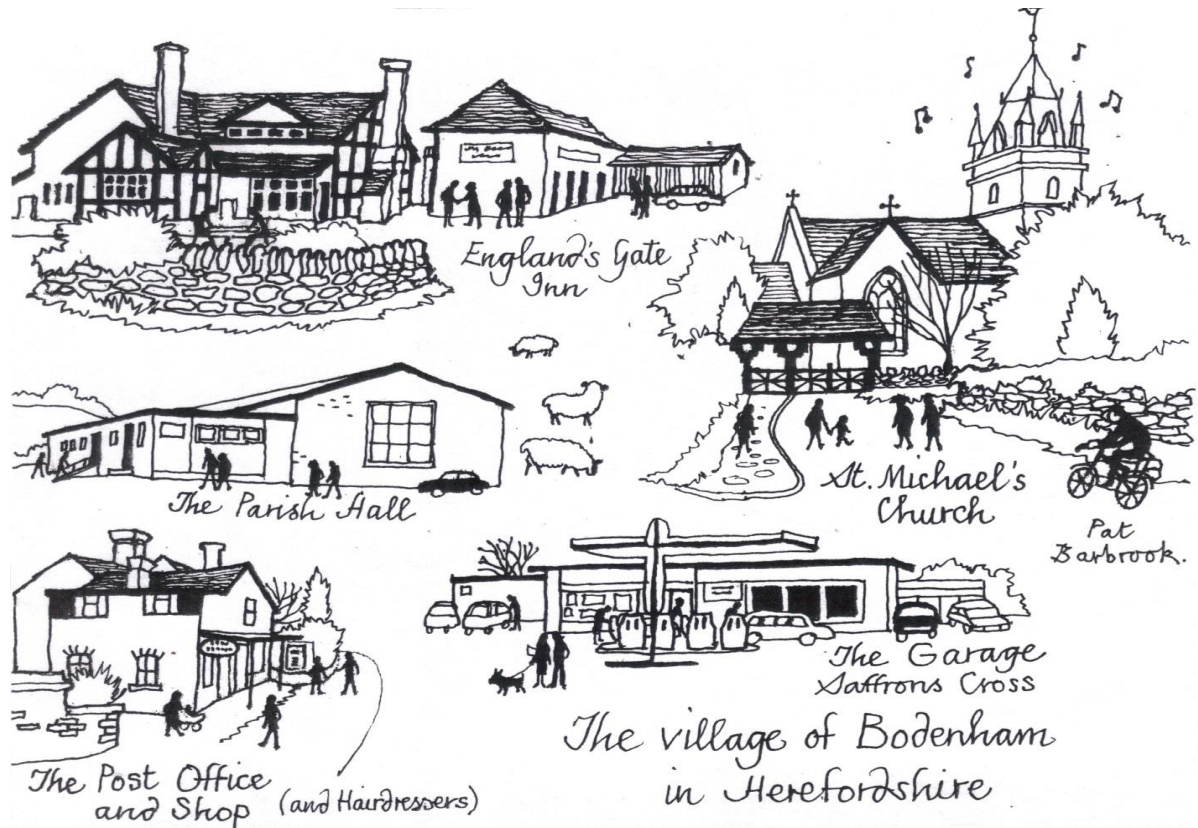 England's Gate
Inn
St. Michael's
Church
Pat
Barbrook.
The Parish Hall
The Garage
Saffrons Cross
The Post Office
and Shop
(and Hairdressers)
The village of Bodenham
in Herefordshire